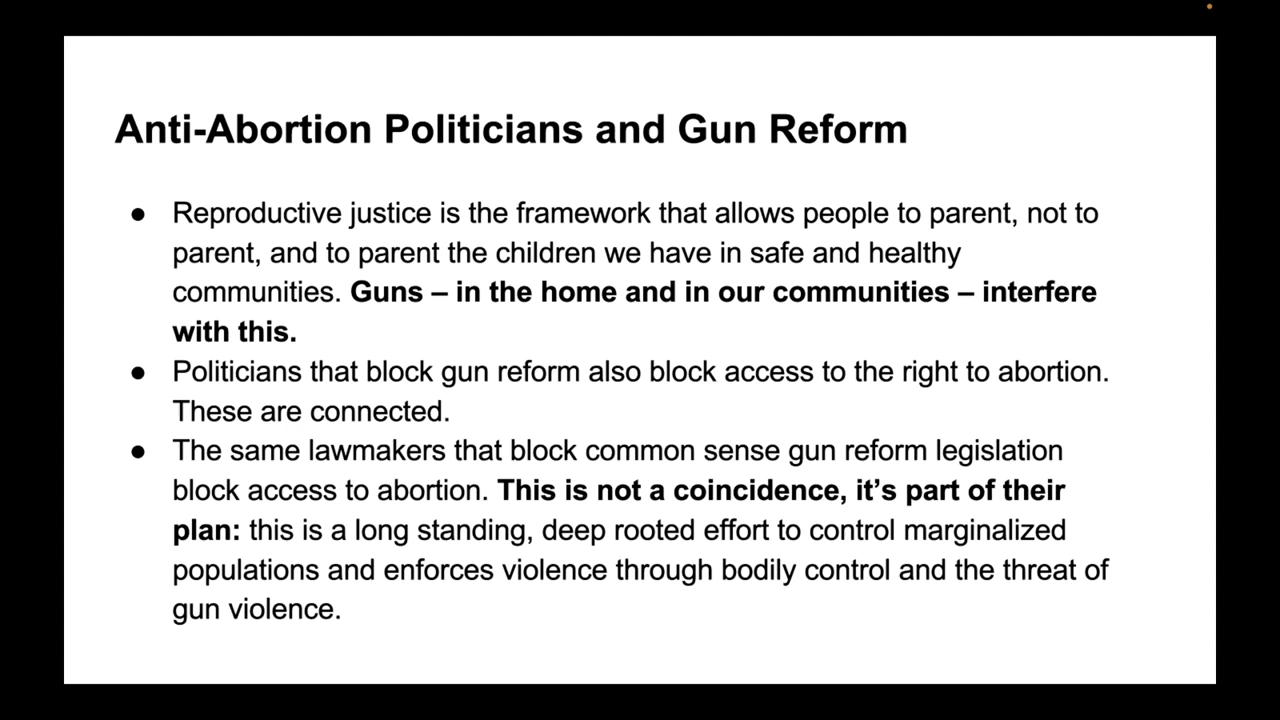 Anti-Abortion Politicians and Gun Reform
● Reproductive justice is the framework that allows people to parent, not to
parent, and to parent the children we have in safe and healthy
communities. Guns – in the home and in our communities – interfere
with this.
● Politicians that block gun reform also block access to the right to abortion.
These are connected.
● The same lawmakers that block common sense gun reform legislation
block access to abortion. This is not a coincidence, it’s part of their
plan: this is a long standing, deep rooted effort to control marginalized
populations and enforces violence through bodily control and the threat of
gun violence.